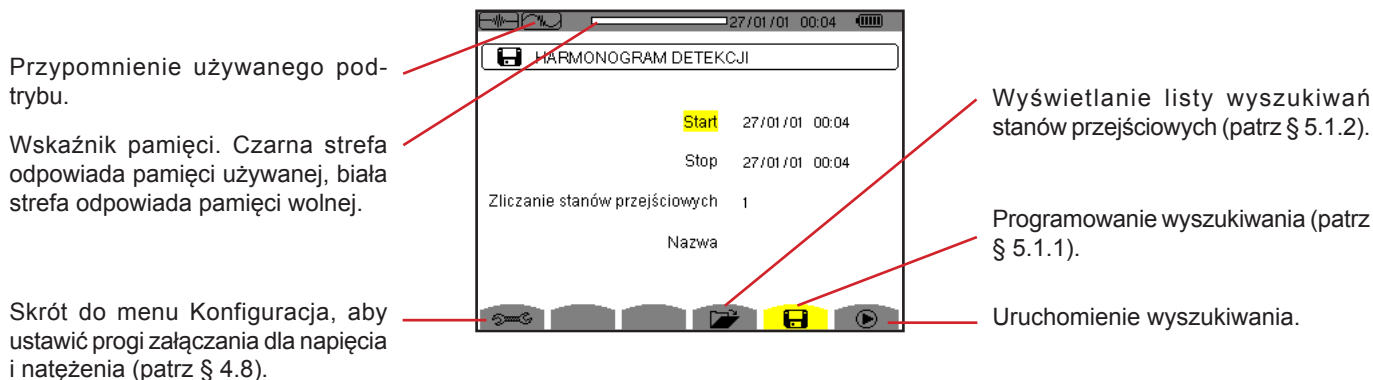 27/01/01 00:04
HARMONOGRAM DETEKCJI
Przypomnienie używanego pod-
trybu.
Wskaźnik pamięci. Czarna strefa
odpowiada pamięci używanej, biała
strefa odpowiada pamięci wolnej.
Skrót do menu Konfiguracja, aby
ustawić progi załączania dla napięcia
i natężenia (patrz § 4.8).
Start 27/01/01 00:04
Stop 27/01/01 00:04
Zliczanie stanów przejściowych 1
Nazwa
Wyświetlanie listy wyszukiwań
stanów przejściowych (patrz § 5.1.2).
Programowanie wyszukiwania (patrz
§ 5.1.1).
Uruchomienie wyszukiwania.